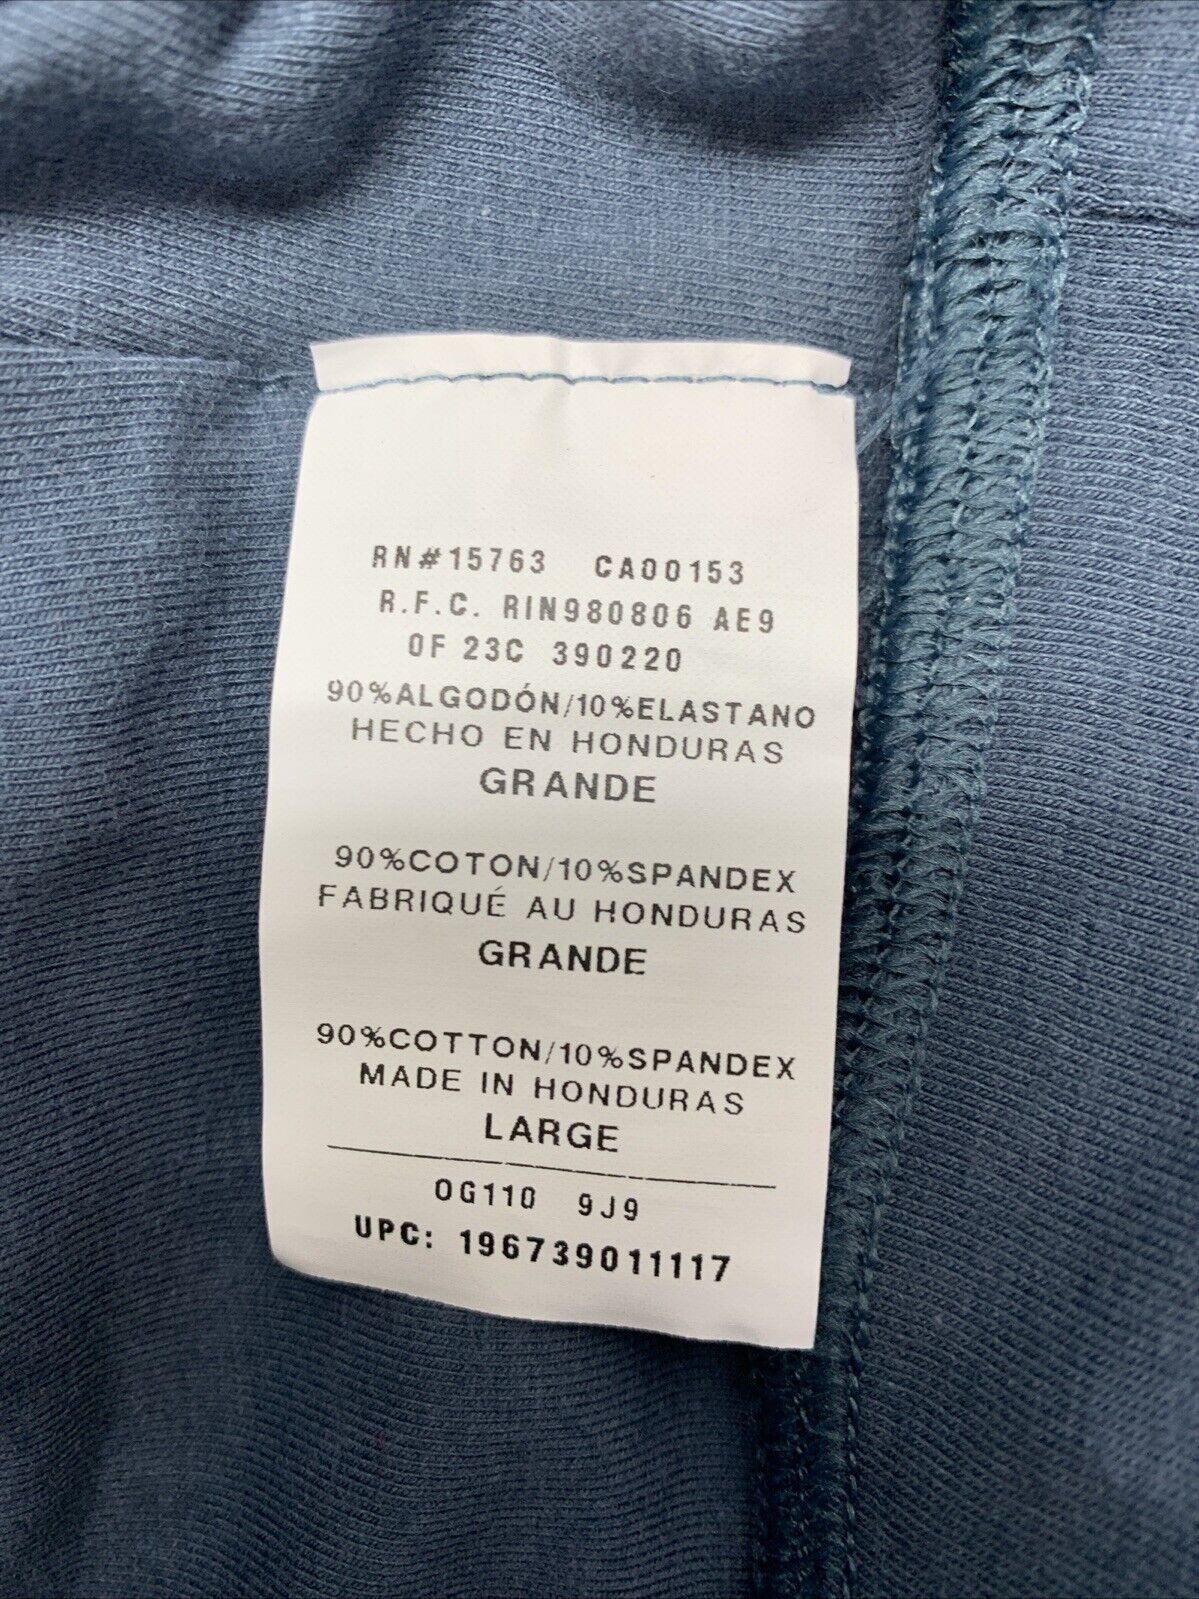 RN#15763 CA00153
R.F.C. RIN980806 AE9
OF 23C 390220
90%ALGODÓN/10%ELASTANO
HECHO EN HONDURAS
GRANDE
90%COTON/10%SPANDEX
FABRIQUÉ AU HONDURAS
GRANDE
90%COTTON/10%SPANDEX
MADE IN HONDURAS
LARGE
OG110 9J9
UPC: 196739011117